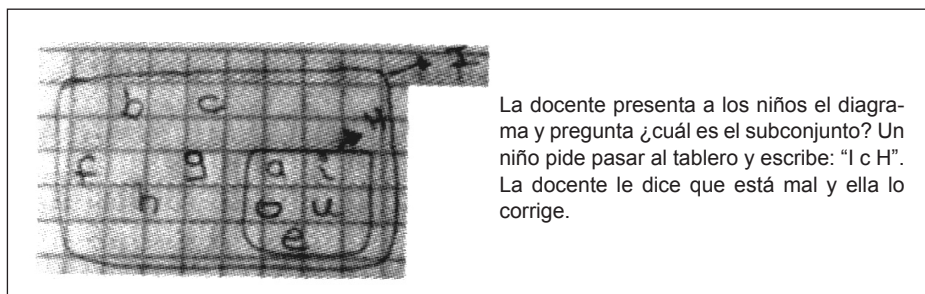 I
b c
H
f g a i
h o u
e
La docente presenta a los niños el diagra-
ma y pregunta ¿cuál es el subconjunto? Un
niño pide pasar al tablero y escribe: “I c H”.
La docente le dice que está mal y ella lo
corrige.